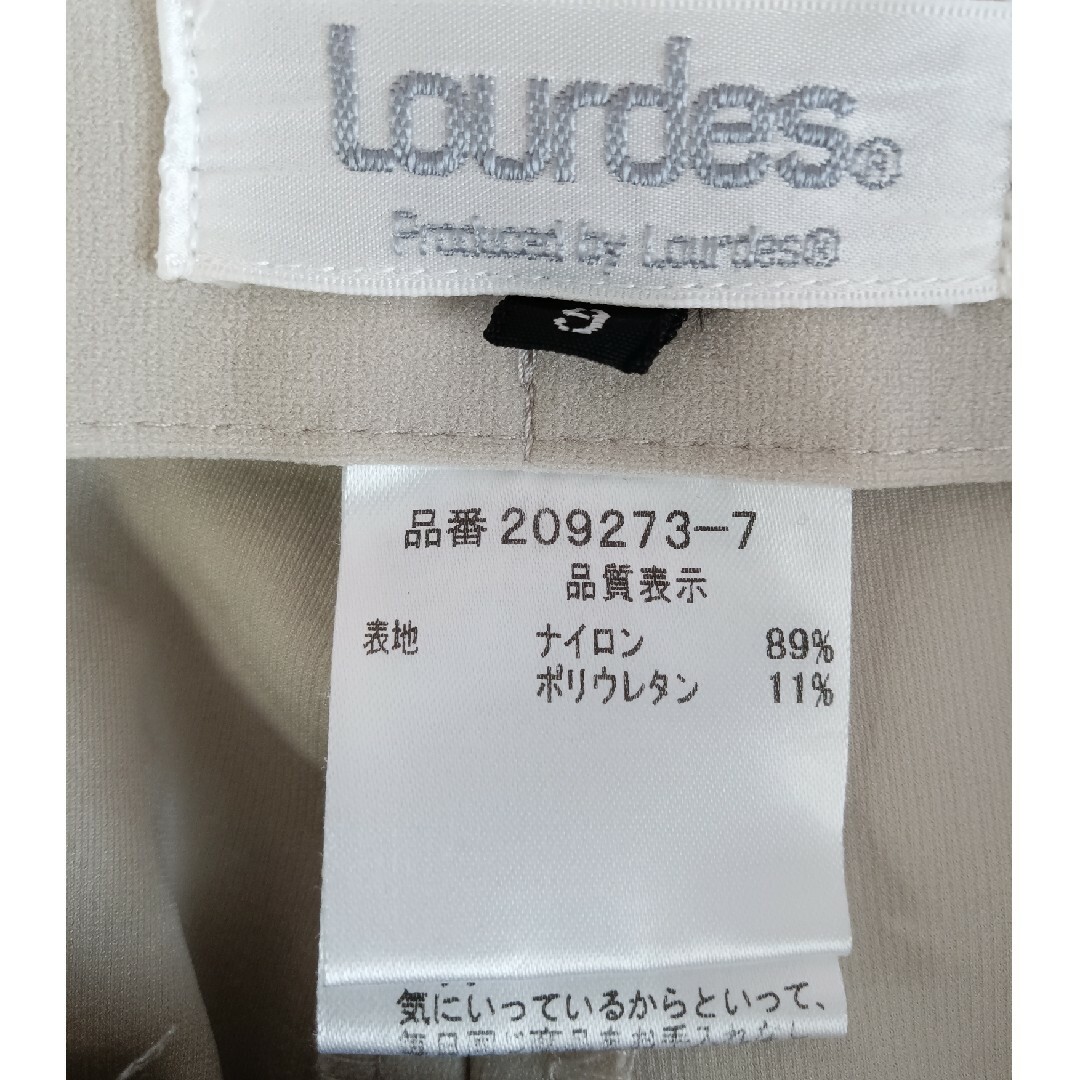 Lourdes®
Produced by Lourdes®
3
品番209273-7
品質表示
表地 ナイロン 89%
ポリウレタン 11%
気にいっているからといって、